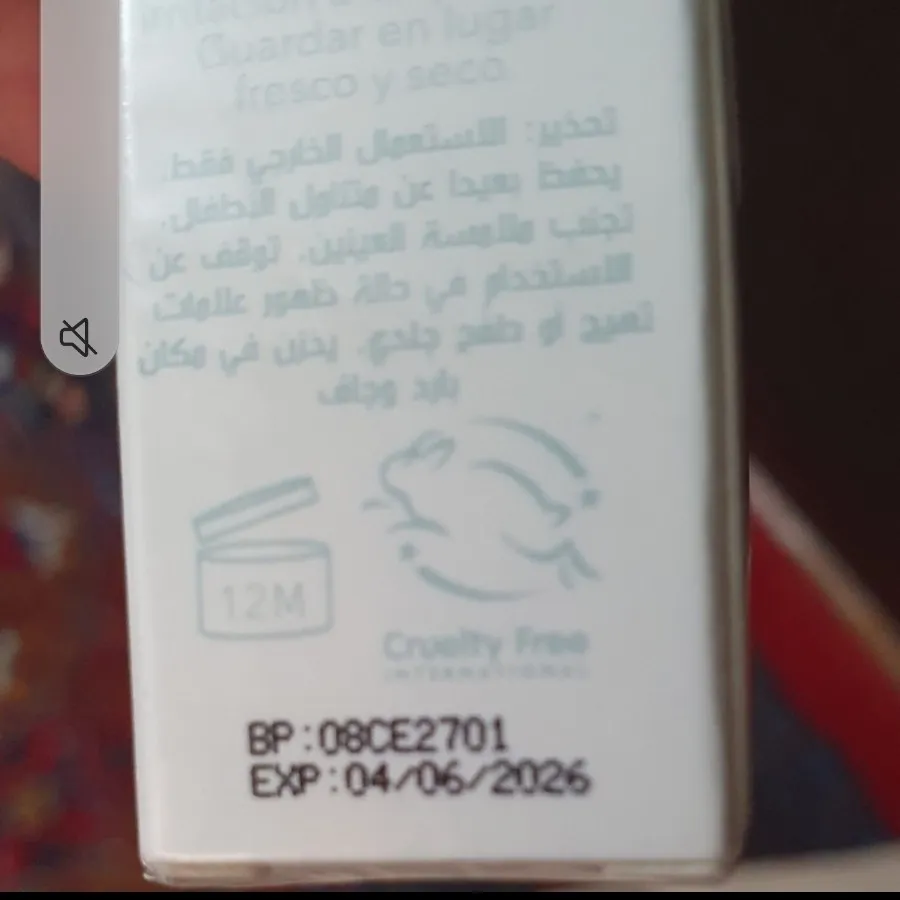 irritación
Guardar en lugar
fresco y seco
تحذير: للاستعمال الخارجي فقط.
يحفظ بعيدا عن متناول الأطفال.
تجنب ملامسة العينين. توقف عن
الاستخدام في حالة ظهور علامات
تهيج أو طفح جلدي. يخزن في مكان
بارد وجاف
12M
Cruelty Free
INTERNATIONAL
BP:08CE2701
EXP:04/06/2026